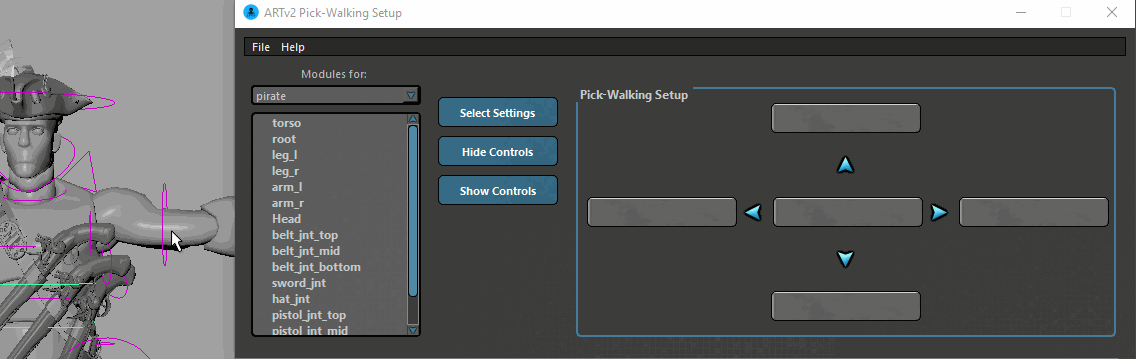 ARTv2 Pick-Walking Setup
File Help
Modules for:
pirate
torso
root
leg_l
leg_r
arm_l
arm_r
Head
belt_jnt_top
belt_jnt_mid
belt_jnt_bottom
sword_jnt
hat_jnt
pistol_jnt_top
pistol_jnt_mid
Select Settings
Hide Controls
Show Controls
Pick-Walking Setup